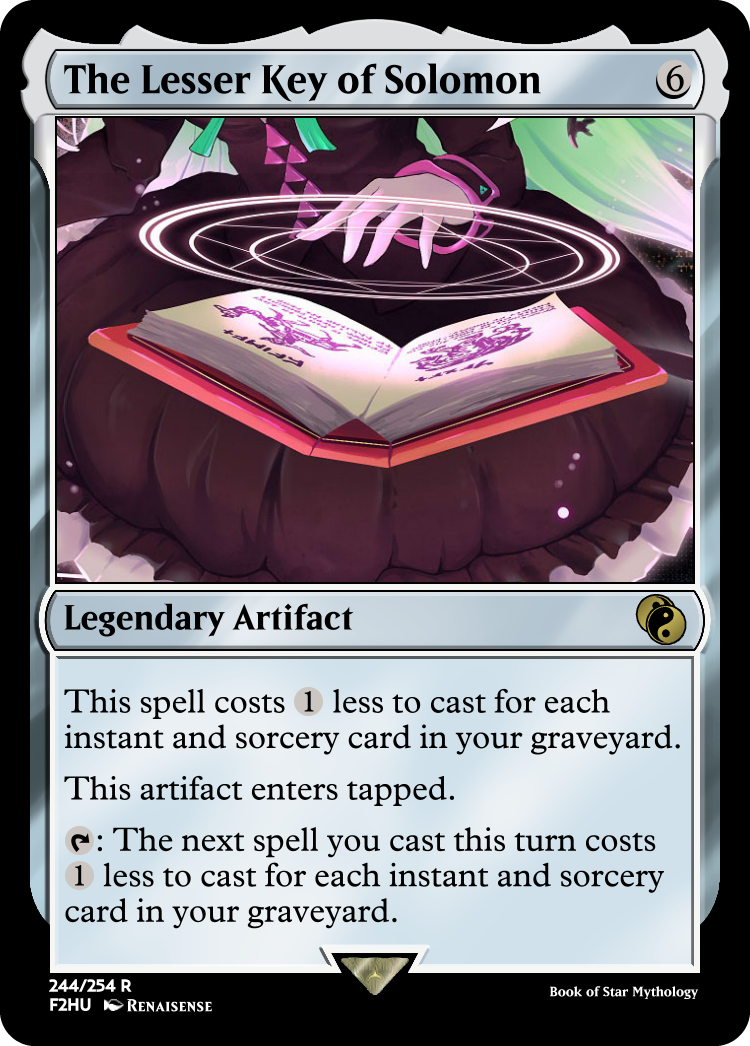 The Lesser Key of Solomon 6
Legendary Artifact
This spell costs 1 less to cast for each
instant and sorcery card in your graveyard.
This artifact enters tapped.
: The next spell you cast this turn costs
1 less to cast for each instant and sorcery
card in your graveyard.
244/254 R
F2HU Renaisense
Book of Star Mythology